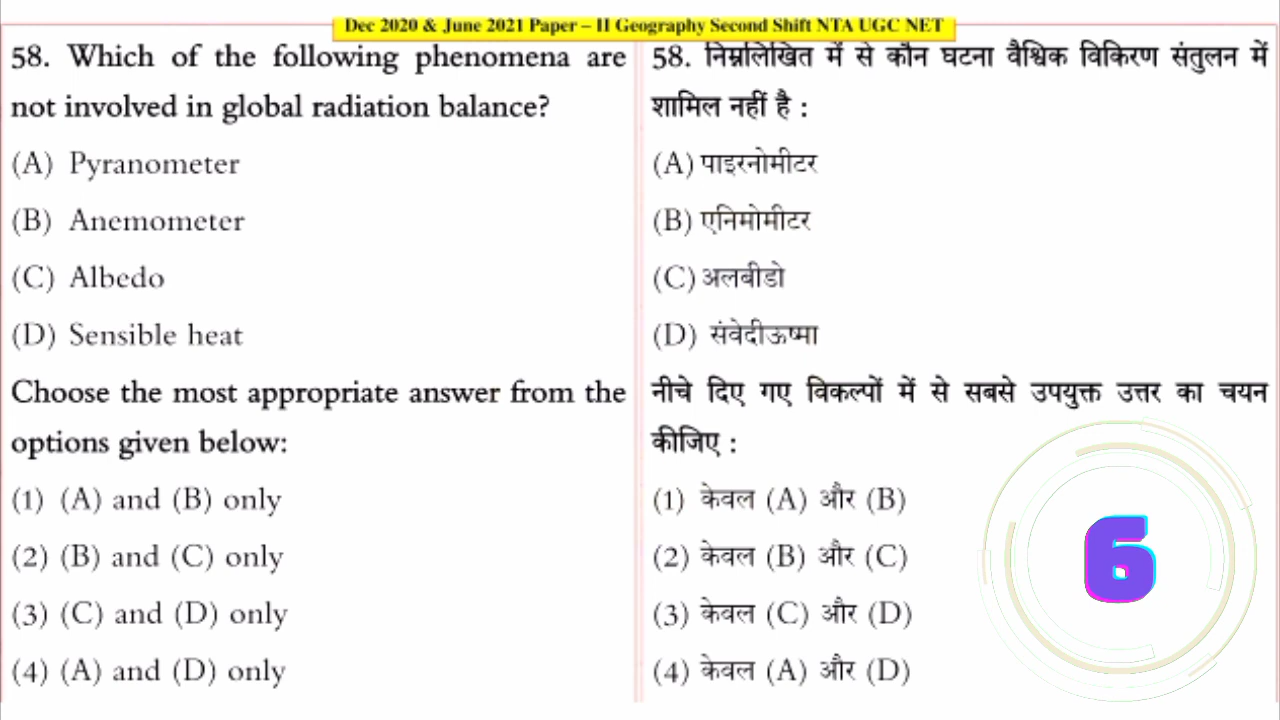 Dec 2020 & June 2021 Paper – II Geography Second Shift NTA UGC NET
58. Which of the following phenomena are
not involved in global radiation balance?
(A) Pyranometer
(B) Anemometer
(C) Albedo
(D) Sensible heat
Choose the most appropriate answer from the
options given below:
(1) (A) and (B) only
(2) (B) and (C) only
(3) (C) and (D) only
(4) (A) and (D) only
58. निम्नलिखित में से कौन घटना वैश्विक विकिरण संतुलन में
शामिल नहीं है :
(A) पाइरनोमीटर
(B) एनिमोमीटर
(C) अलबीडो
(D) संवेदीऊष्मा
नीचे दिए गए विकल्पों में से सबसे उपयुक्त उत्तर का चयन
कीजिए :
(1) केवल (A) और (B)
(2) केवल (B) और (C)
(3) केवल (C) और (D)
(4) केवल (A) और (D)
6